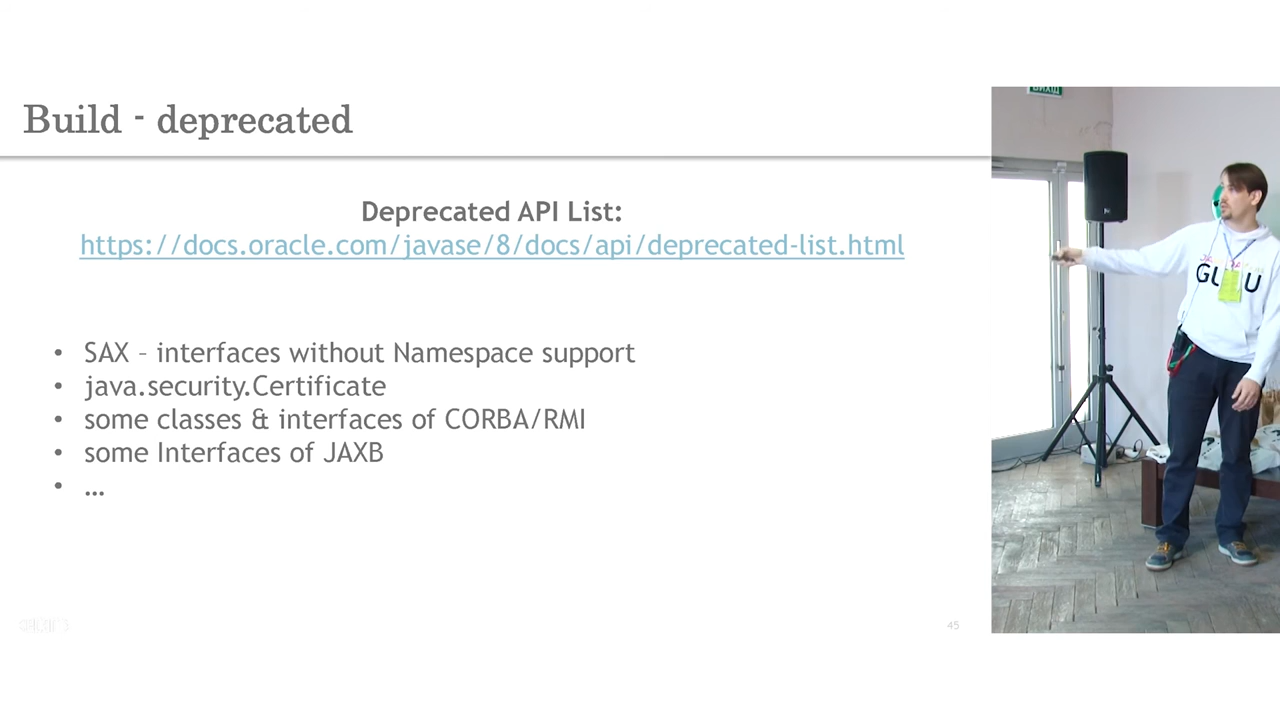 Build - deprecated
Deprecated API List:
https://docs.oracle.com/javase/8/docs/api/deprecated-list.html
• SAX – interfaces without Namespace support
• java.security.Certificate
• some classes & interfaces of CORBA/RMI
• some Interfaces of JAXB
• …
45